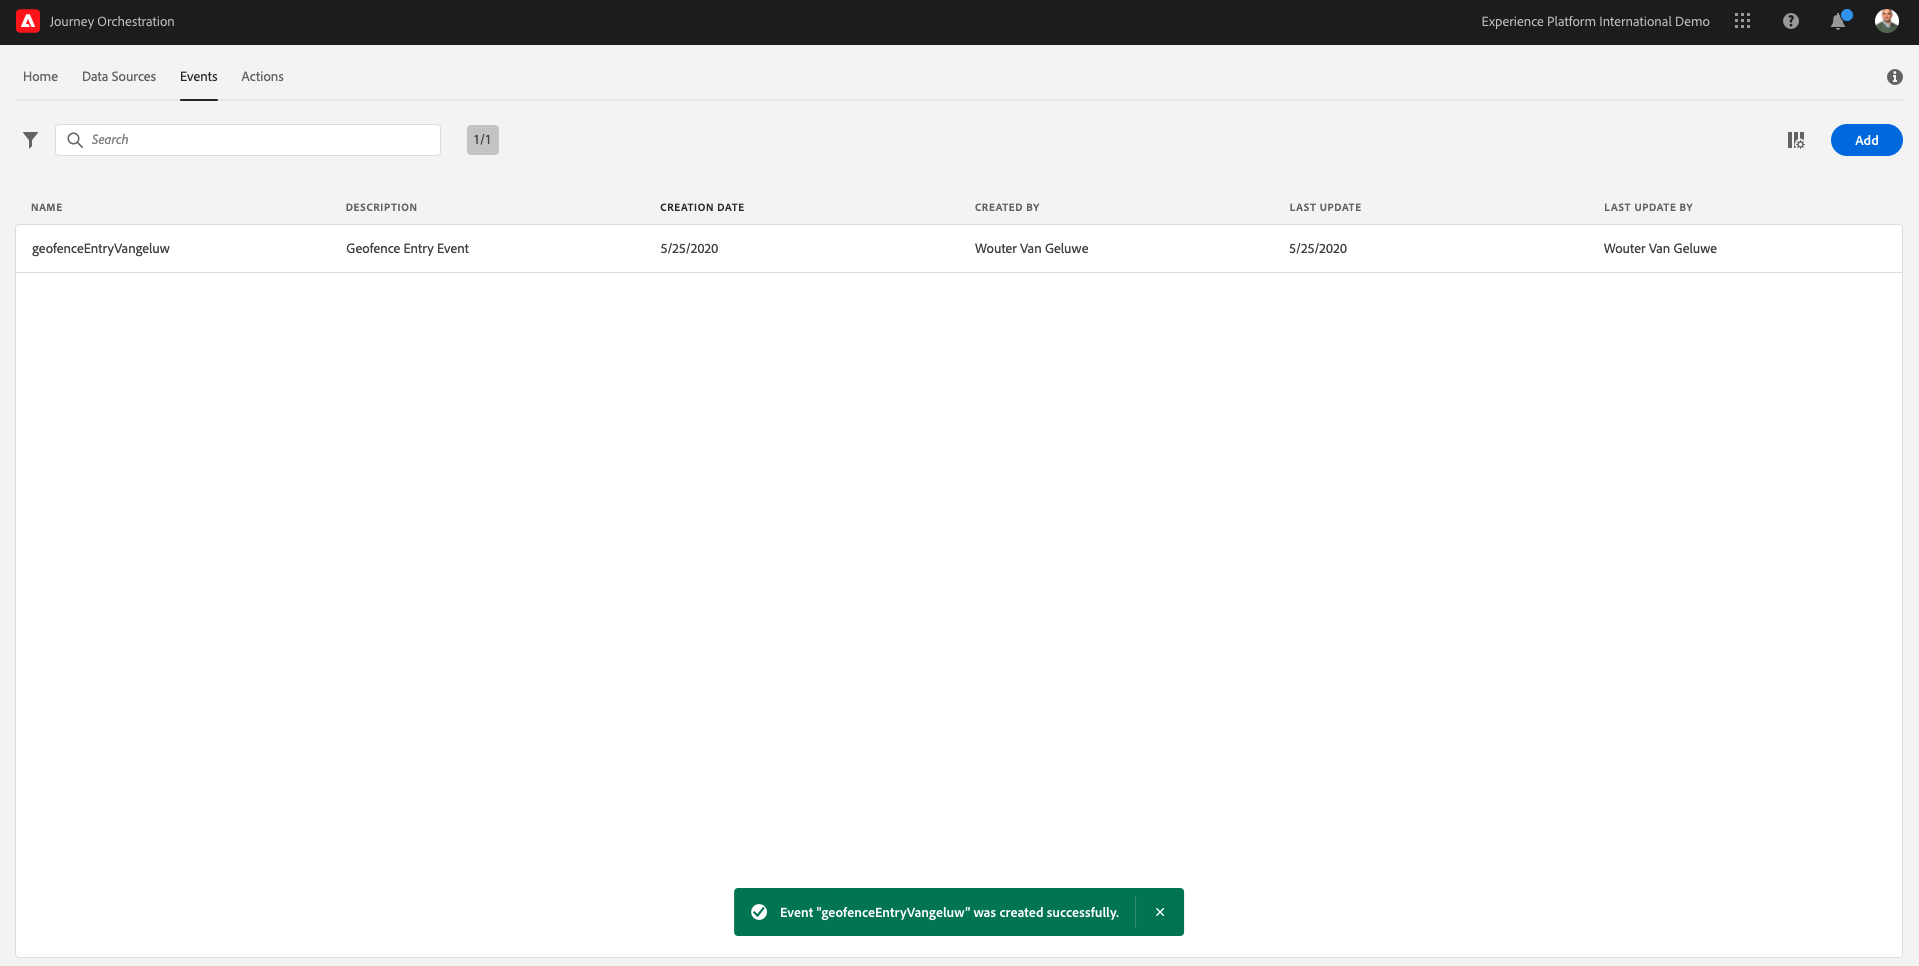 Journey Orchestration
Experience Platform International Demo
Home Data Sources Events Actions
Search 1/1 Add
NAME DESCRIPTION CREATION DATE CREATED BY LAST UPDATE LAST UPDATE BY
geofenceEntryVangeluw Geofence Entry Event 5/25/2020 Wouter Van Geluwe 5/25/2020 Wouter Van Geluwe
Event "geofenceEntryVangeluw" was created successfully.